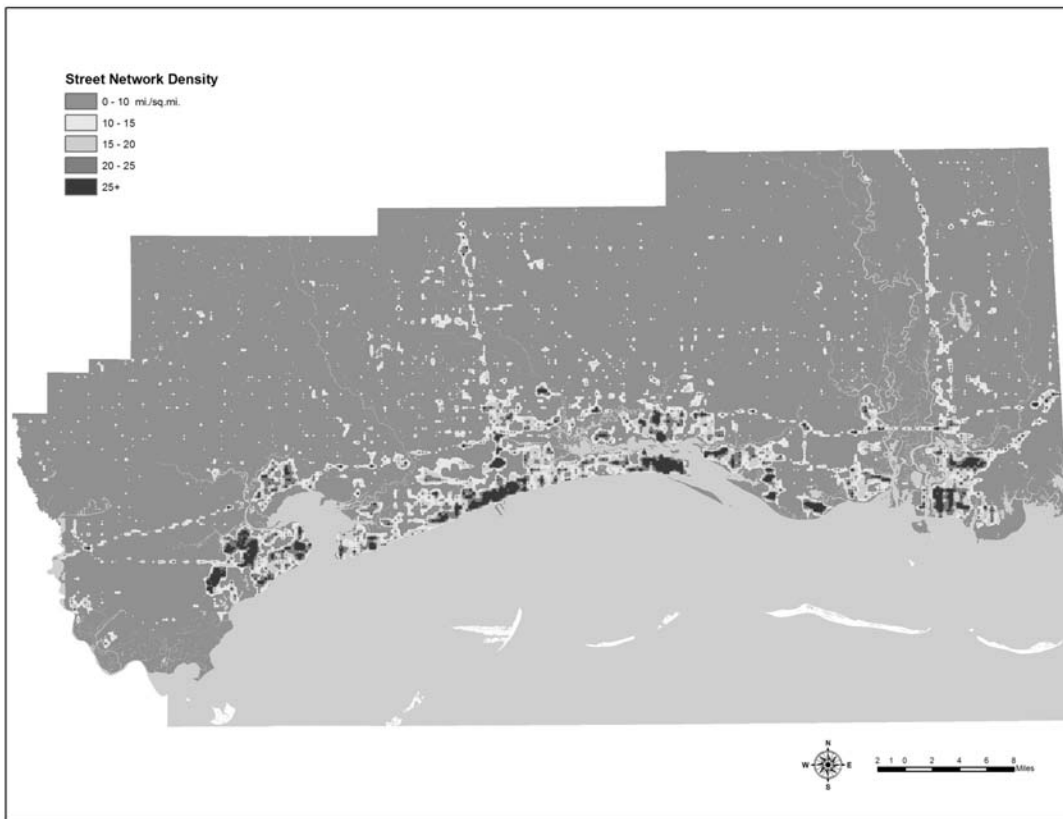 Street Network Density
0 - 10 mi./sq.mi.
10 - 15
15 - 20
20 - 25
25+
N
W E
S
2 1 0 2 4 6 8
Miles